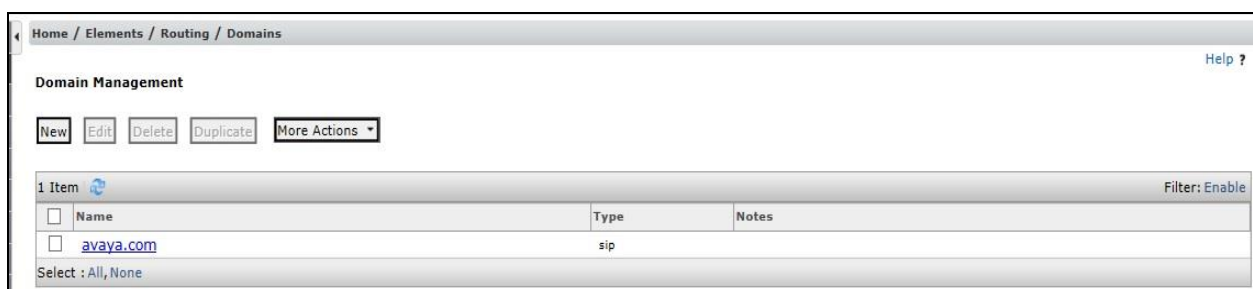 Home / Elements / Routing / Domains
Help ?
Domain Management
New Edit Delete Duplicate More Actions
1 Item Filter: Enable
Name Type Notes
avaya.com sip
Select : All, None